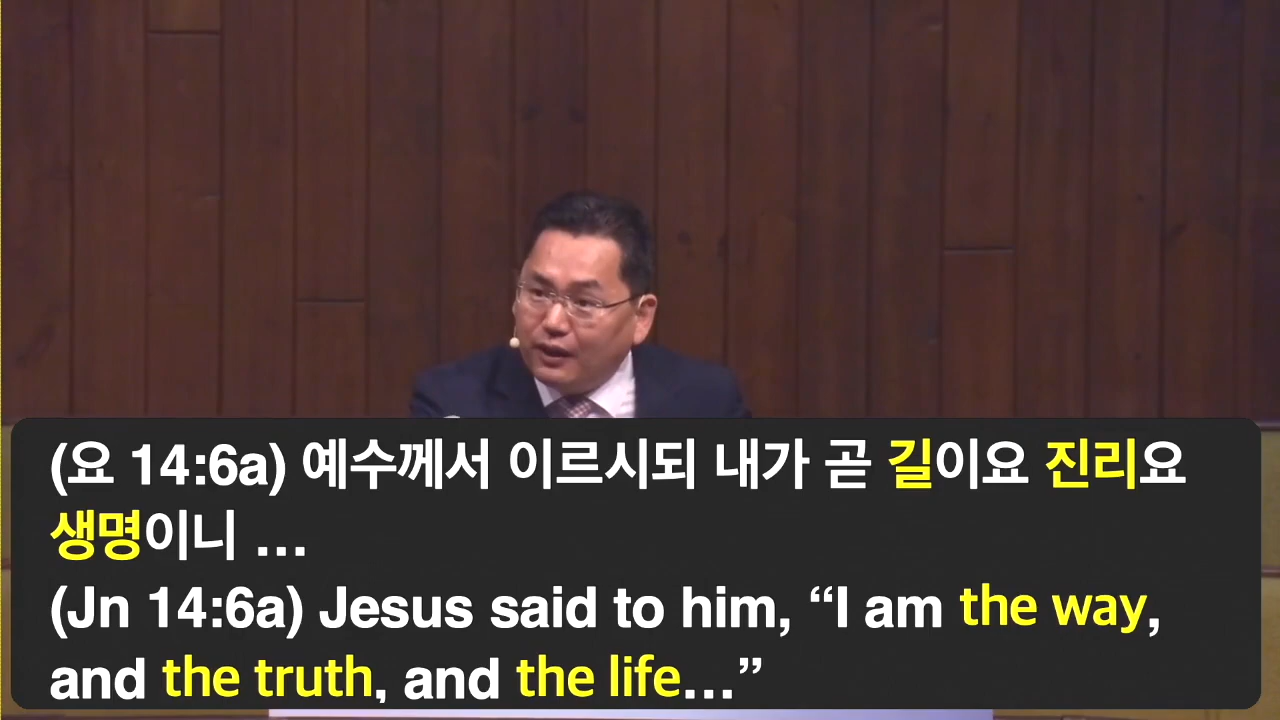 (요 14:6a) 예수께서 이르시되 내가 곧 길이요 진리요
생명이니 ...
(Jn 14:6a) Jesus said to him, “I am the way,
and the truth, and the life...”